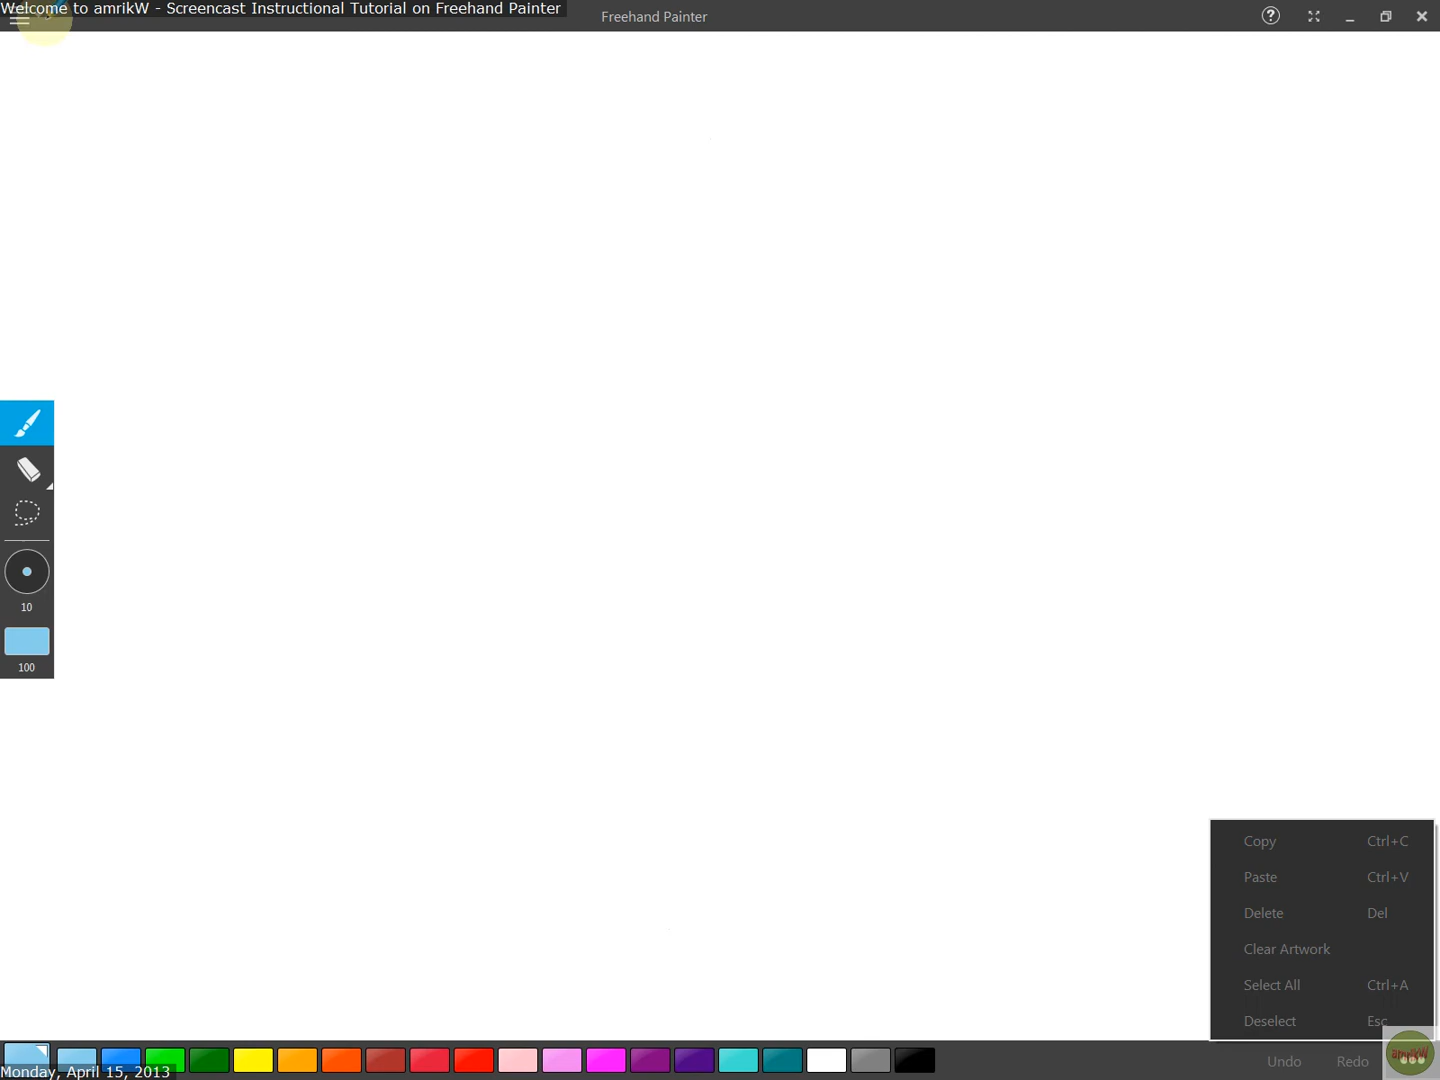 Welcome to amrikW - Screencast Instructional Tutorial on Freehand Painter
Freehand Painter
10
100
Copy Ctrl+C
Paste Ctrl+V
Delete Del
Clear Artwork
Select All Ctrl+A
Deselect Esc
Undo Redo
amrikW
Monday, April 15, 2013